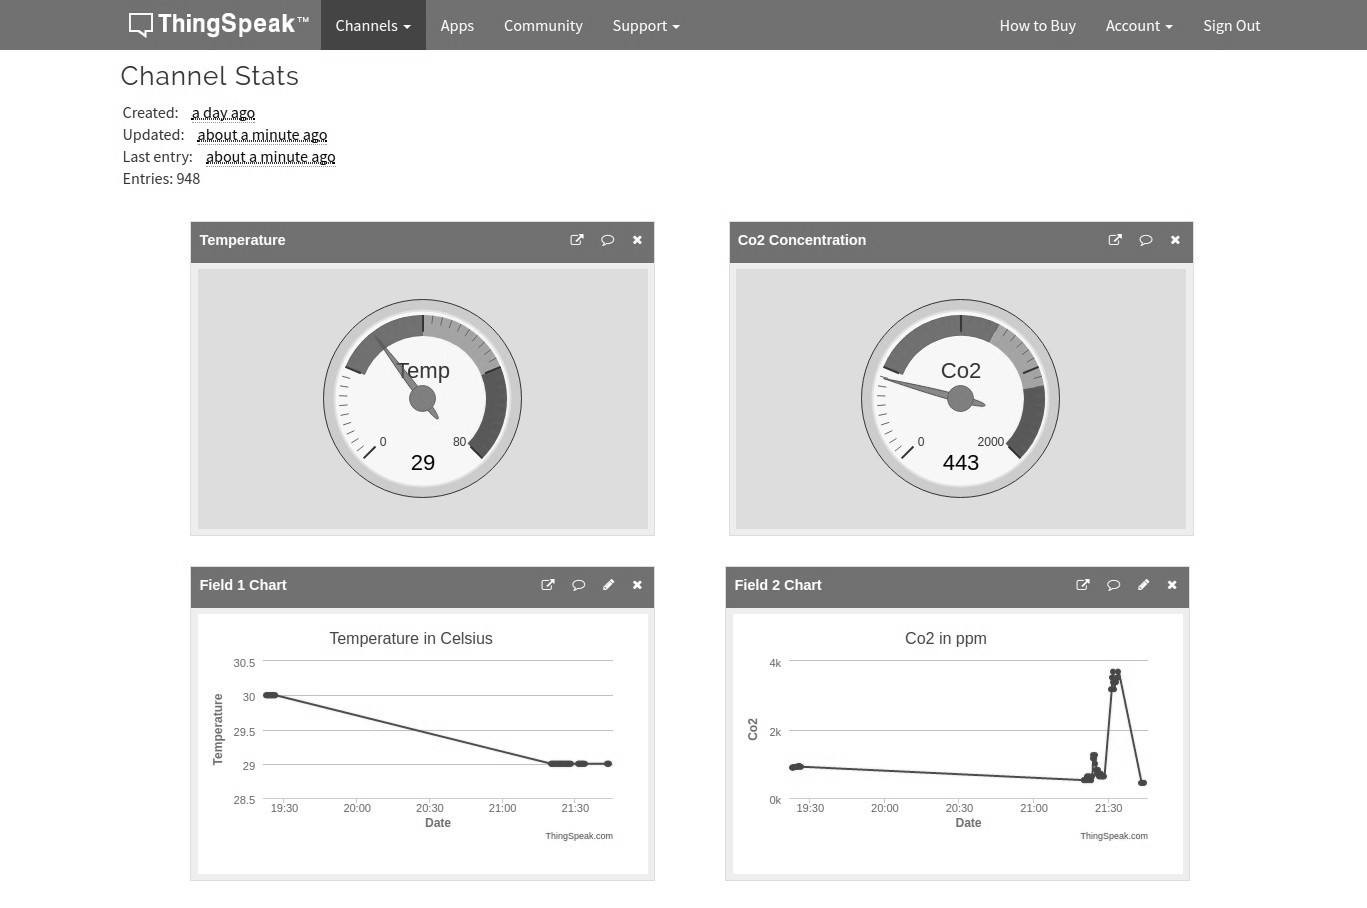 ThingSpeak™ Channels Apps Community Support How to Buy Account Sign Out
Channel Stats
Created: a day ago
Updated: about a minute ago
Last entry: about a minute ago
Entries: 948
Temperature
Temp
0 80
29
Co2 Concentration
Co2
0 2000
443
Field 1 Chart
Temperature in Celsius
30.5
30
29.5
29
28.5
Temperature
19:30 20:00 20:30 21:00 21:30
Date
ThingSpeak.com
Field 2 Chart
Co2 in ppm
4k
2k
0k
Co2
19:30 20:00 20:30 21:00 21:30
Date
ThingSpeak.com